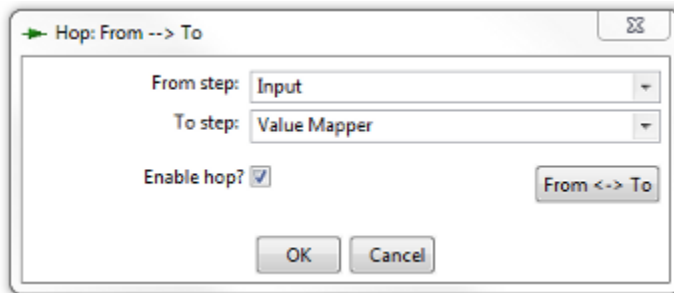 Hop: From --> To
From step: Input
To step: Value Mapper
Enable hop?
From <-> To
OK Cancel